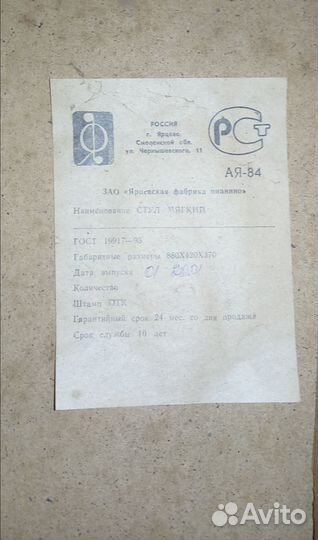 РОССИЯ
г. Ярцево
Смоленской обл.
ул. Чернышевского, 11
РСТ
АЯ-84
ЗАО «Ярцевская фабрика пианино»
Наименование СТУЛ МЯГКИЙ
ГОСТ 19917—93
Габаритные размеры 880Х420Х370
Дата выпуска 01 2001
Количество
Штамп ОТК
Гарантийный срок 24 мес. со дня продажи
Срок службы 10 лет
Avito